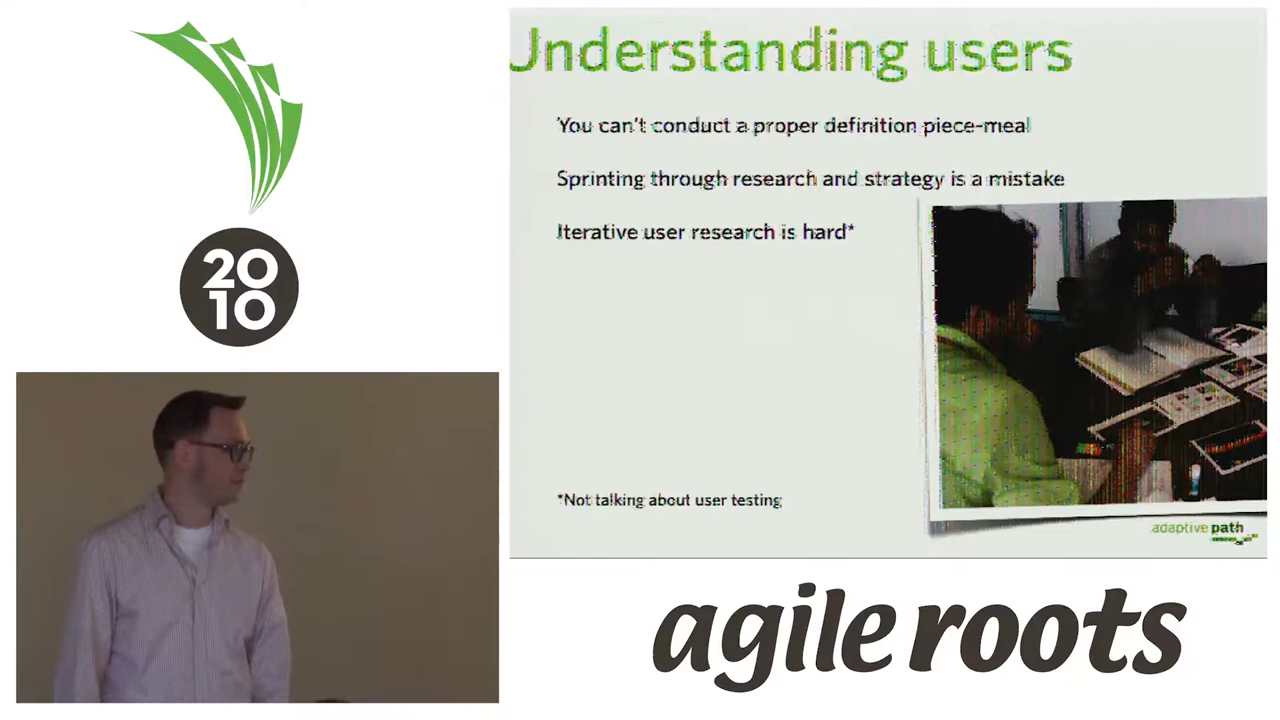 20
10
Understanding users
You can't conduct a proper definition piece-meal
Sprinting through research and strategy is a mistake
Iterative user research is hard*
*Not talking about user testing
adaptive path
agile roots